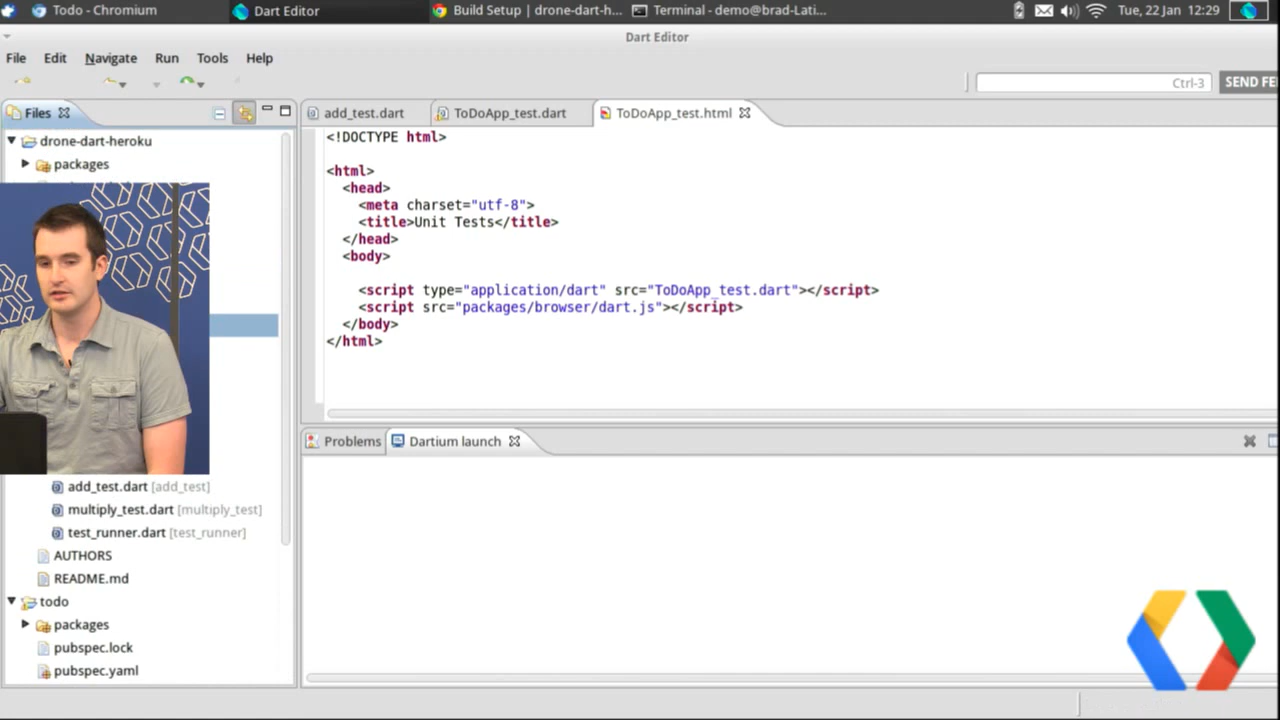 Todo - Chromium
Dart Editor
Build Setup | drone-dart-h...
Terminal - demo@brad-Lati...
Tue, 22 Jan 12:29
Dart Editor
File Edit Navigate Run Tools Help
Ctrl-3
SEND FE
Files
add_test.dart
ToDoApp_test.dart
ToDoApp_test.html
drone-dart-heroku
packages
<!DOCTYPE html>
<html>
<head>
<meta charset="utf-8">
<title>Unit Tests</title>
</head>
<body>
<script type="application/dart" src="ToDoApp_test.dart"></script>
<script src="packages/browser/dart.js"></script>
</body>
</html>
Problems
Dartium launch
add_test.dart [add_test]
multiply_test.dart [multiply_test]
test_runner.dart [test_runner]
AUTHORS
README.md
todo
packages
pubspec.lock
pubspec.yaml